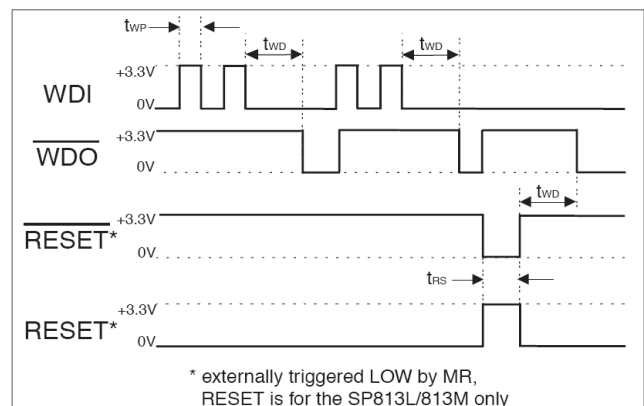 tWP
tWD tWD
+3.3V
WDI
0V
+3.3V
WDO
0V
tWD
+3.3V
RESET*
0V
tRS
+3.3V
RESET*
0V
* externally triggered LOW by MR,
RESET is for the SP813L/813M only